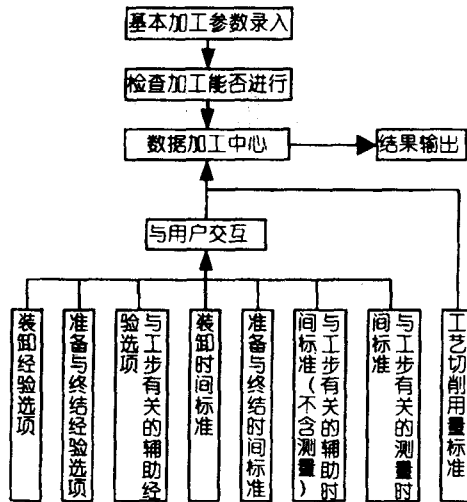 基本加工参数录入
检查加工能否进行
数据加工中心
结果输出
与用户交互
装卸经验选项
准备与终结经验选项
与工步有关的辅助经
验选项
装卸时间标准
准备与终结时间标准
与工步有关的辅助时
间标准(不含测量)
与工步有关的测量时
间标准
工艺切削用量标准